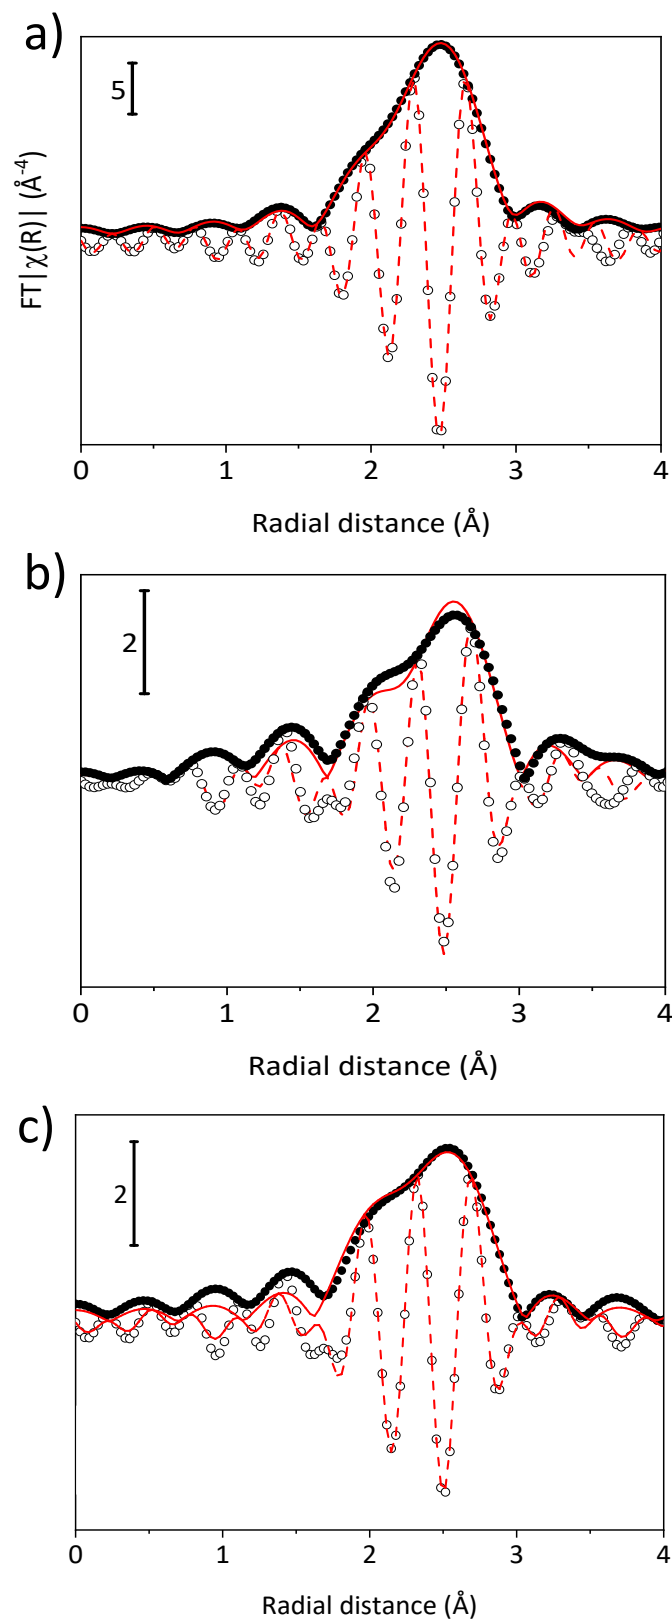 a)
5
FT|χ(R)| (Å⁻⁴)
0 1 2 3 4
Radial distance (Å)
b)
2
0 1 2 3 4
Radial distance (Å)
c)
2
0 1 2 3 4
Radial distance (Å)